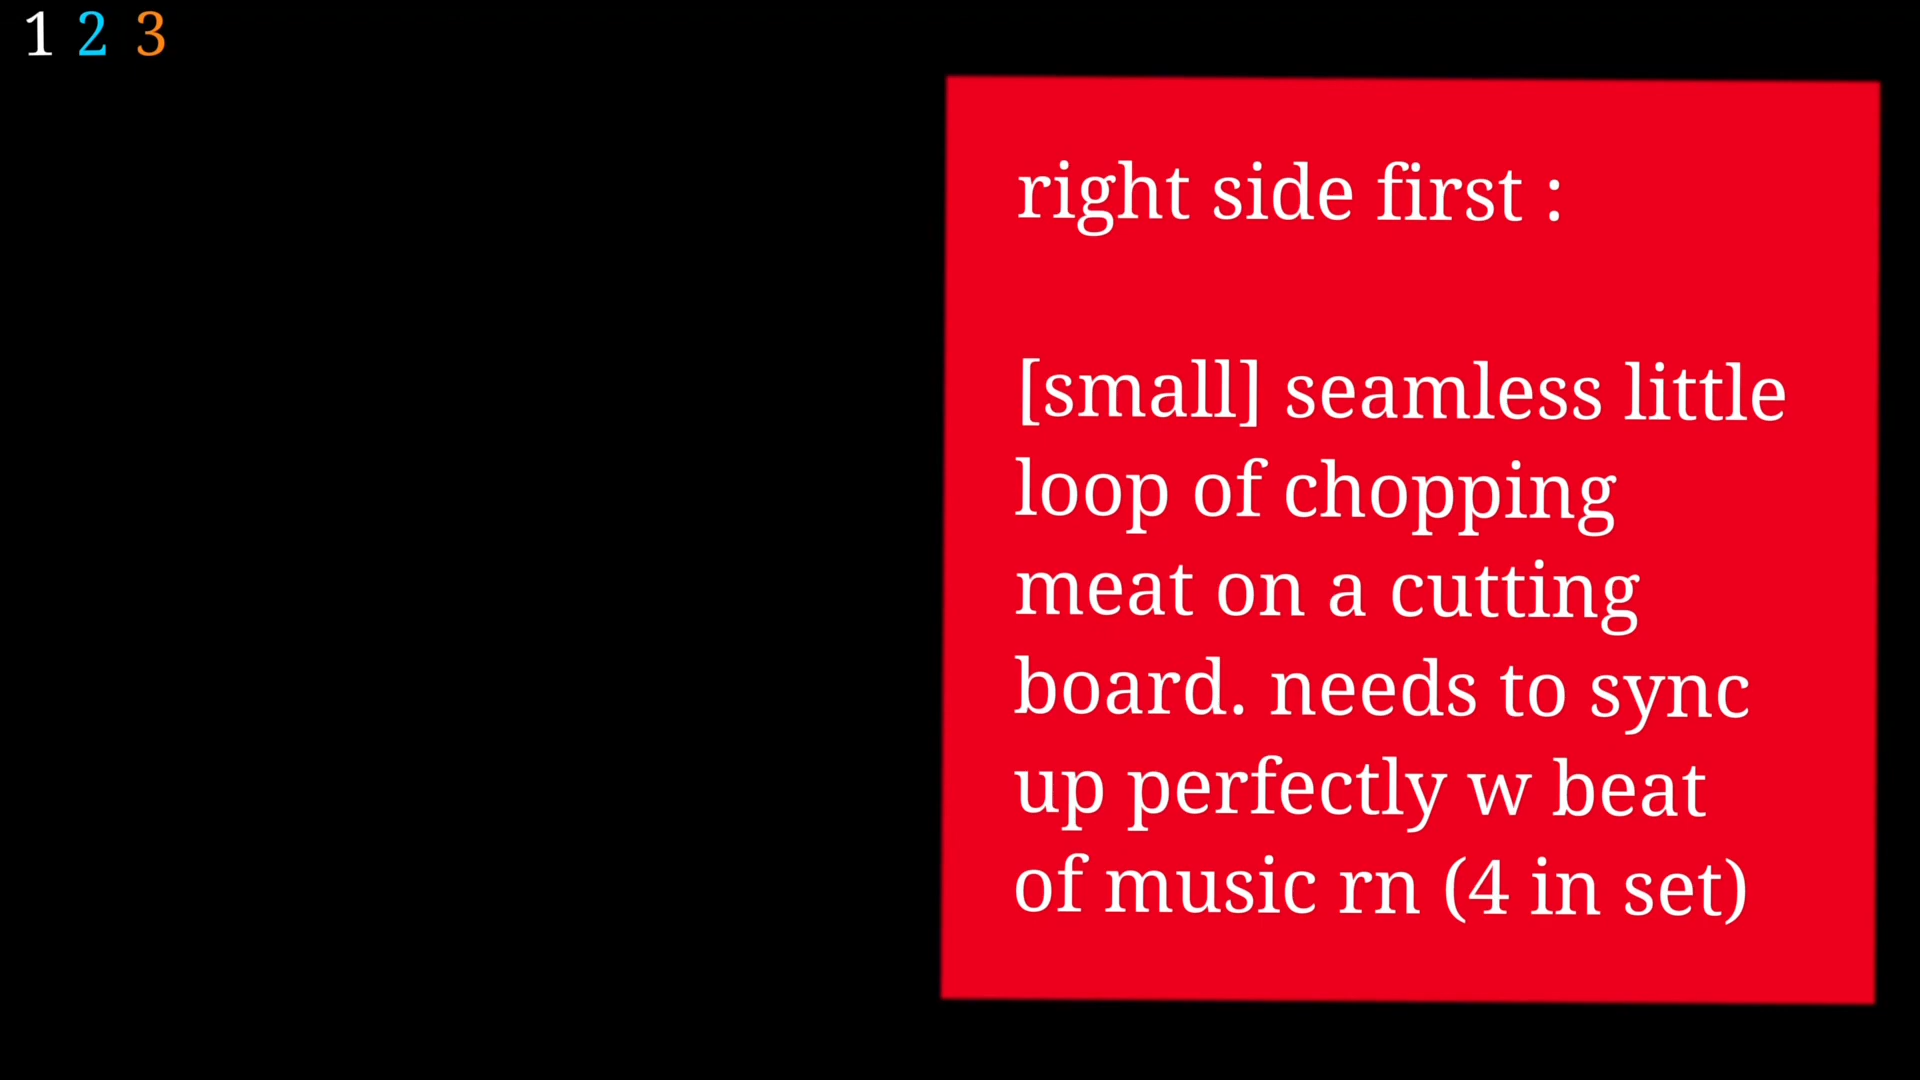 1 2 3
right side first :
[small] seamless little
loop of chopping
meat on a cutting
board. needs to sync
up perfectly w beat
of music rn (4 in set)